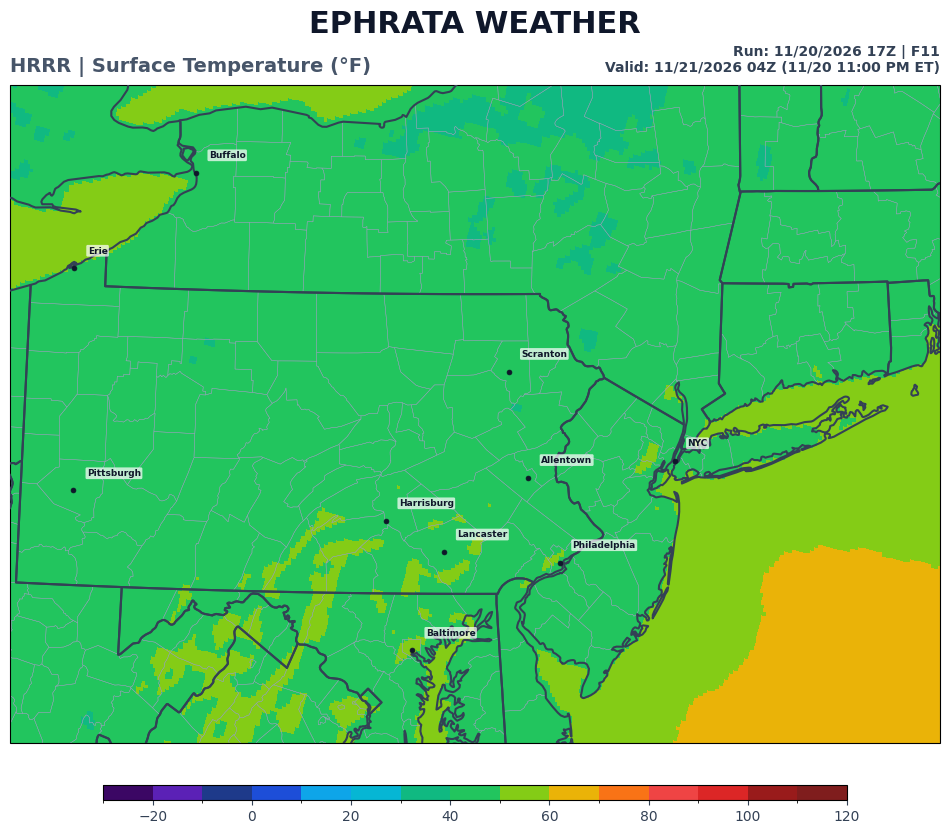 EPHRATA WEATHER
HRRR | Surface Temperature (°F)
Run: 11/20/2026 17Z | F11
Valid: 11/21/2026 04Z (11/20 11:00 PM ET)
Buffalo
Erie
Scranton
NYC
Allentown
Pittsburgh
Harrisburg
Lancaster
Philadelphia
Baltimore
−20 0 20 40 60 80 100 120